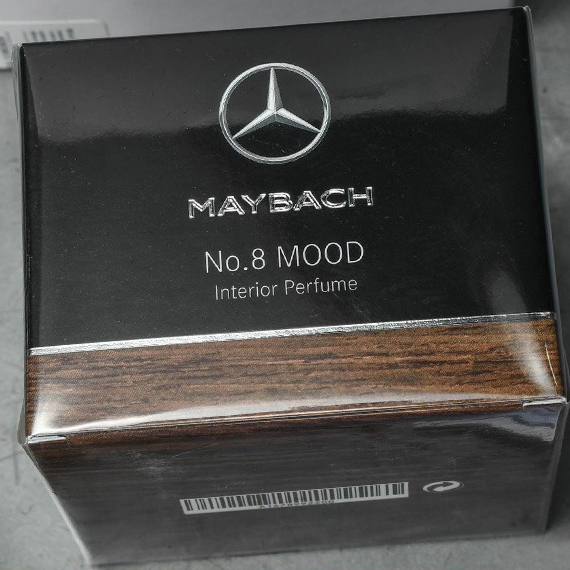 MAYBACH
No.8 MOOD
Interior Perfume